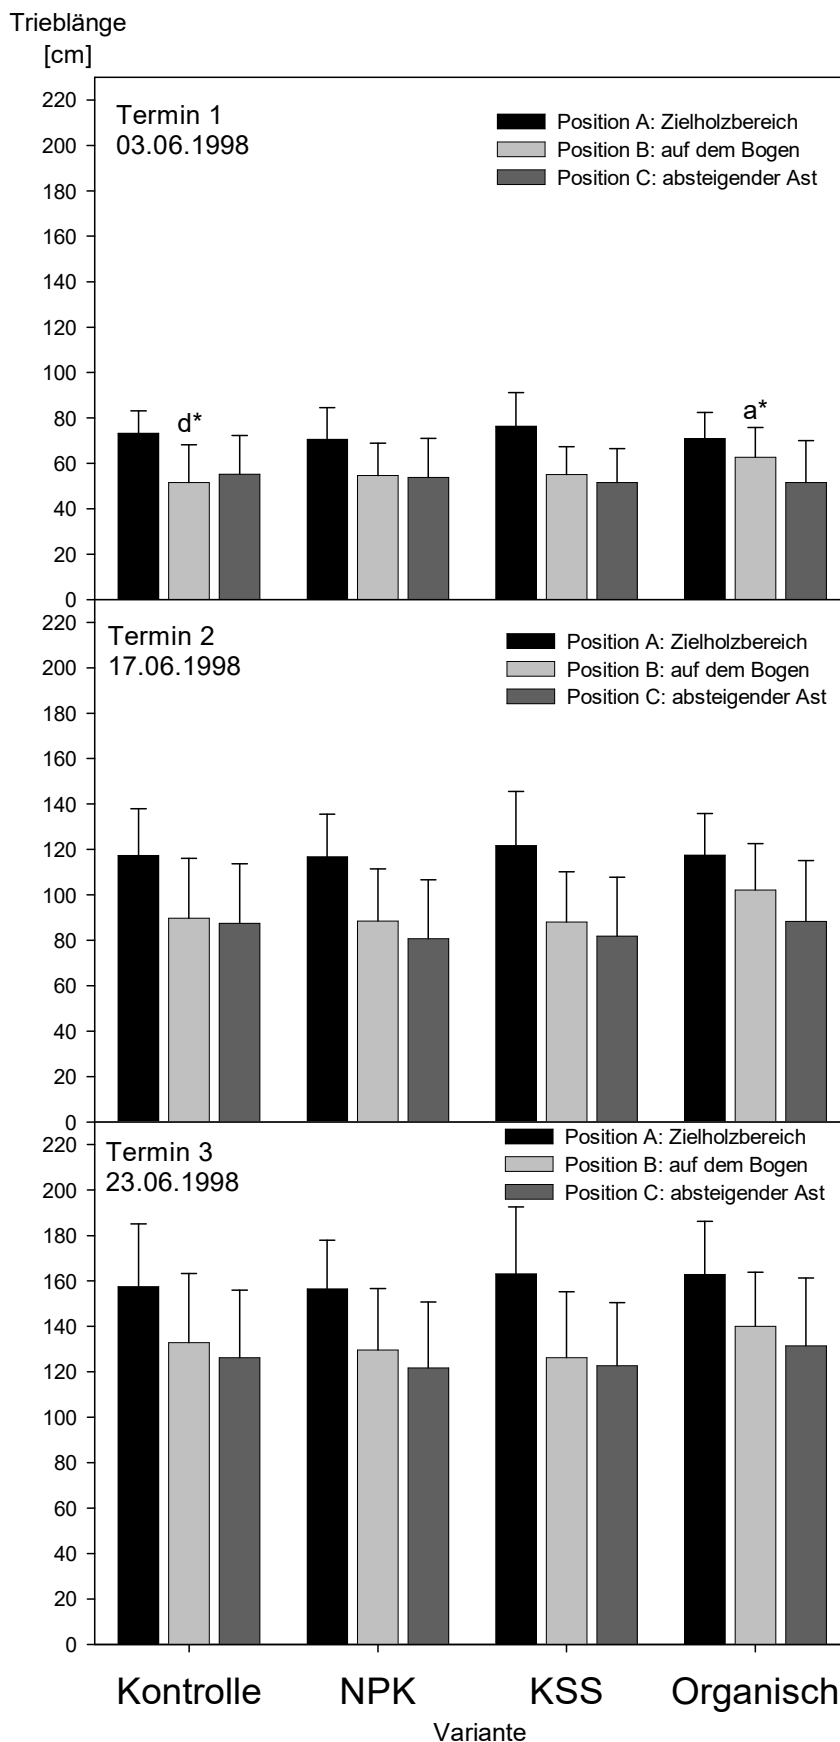 Trieblänge
[cm]
220
200
180
160
140
120
100
80
60
40
20
0
Termin 1
03.06.1998
Position A: Zielholzbereich
Position B: auf dem Bogen
Position C: absteigender Ast
d*
a*
220
200
180
160
140
120
100
80
60
40
20
0
Termin 2
17.06.1998
Position A: Zielholzbereich
Position B: auf dem Bogen
Position C: absteigender Ast
220
200
180
160
140
120
100
80
60
40
20
0
Termin 3
23.06.1998
Position A: Zielholzbereich
Position B: auf dem Bogen
Position C: absteigender Ast
Kontrolle NPK KSS Organisch
Variante